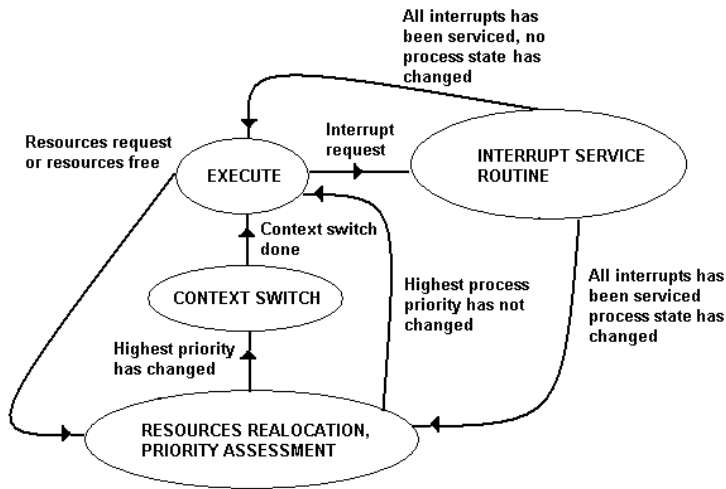 All interrupts has
been serviced, no
process state has
changed
Resources request
or resources free
Interrupt
request
EXECUTE
INTERRUPT SERVICE
ROUTINE
Context switch
done
CONTEXT SWITCH
Highest process
priority has not
changed
All interrupts has
been serviced
process state has
changed
Highest priority
has changed
RESOURCES REALOCATION,
PRIORITY ASSESSMENT